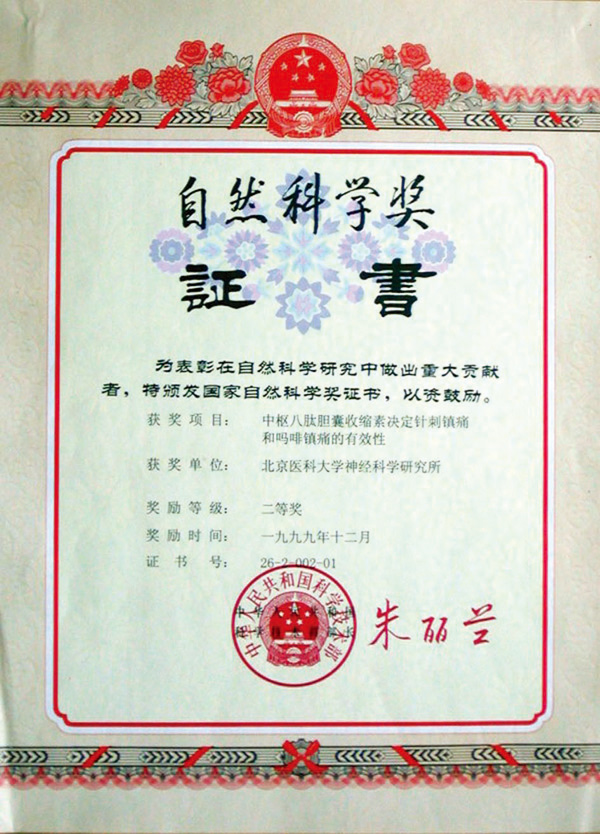 自然科学奖
証書
为表彰在自然科学研究中做出重大贡献
者，特颁发国家自然科学奖证书，以资鼓励。
获奖项目： 中枢八肽胆囊收缩素决定针刺镇痛
和吗啡镇痛的有效性
获奖单位： 北京医科大学神经科学研究所
奖励等级： 二等奖
奖励时间： 一九九九年十二月
证书号： 26-2-002-01
中华人民共和国科学技术部
朱丽兰